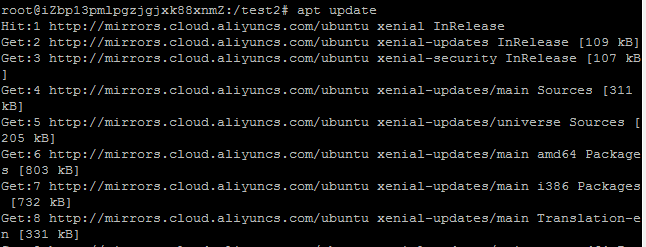 root@iZbp13pmlpgzjgjxk88xnmZ:/test2# apt update
Hit:1 http://mirrors.cloud.aliyuncs.com/ubuntu xenial InRelease
Get:2 http://mirrors.cloud.aliyuncs.com/ubuntu xenial-updates InRelease [109 kB]
Get:3 http://mirrors.cloud.aliyuncs.com/ubuntu xenial-security InRelease [107 kB
]
Get:4 http://mirrors.cloud.aliyuncs.com/ubuntu xenial-updates/main Sources [311
kB]
Get:5 http://mirrors.cloud.aliyuncs.com/ubuntu xenial-updates/universe Sources [
205 kB]
Get:6 http://mirrors.cloud.aliyuncs.com/ubuntu xenial-updates/main amd64 Package
s [803 kB]
Get:7 http://mirrors.cloud.aliyuncs.com/ubuntu xenial-updates/main i386 Packages
 [732 kB]
Get:8 http://mirrors.cloud.aliyuncs.com/ubuntu xenial-updates/main Translation-e
n [331 kB]